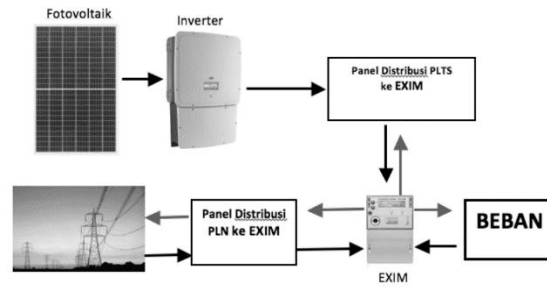 Fotovoltaik
Inverter
Panel Distribusi PLTS
ke EXIM
Panel Distribusi
PLN ke EXIM
BEBAN
EXIM